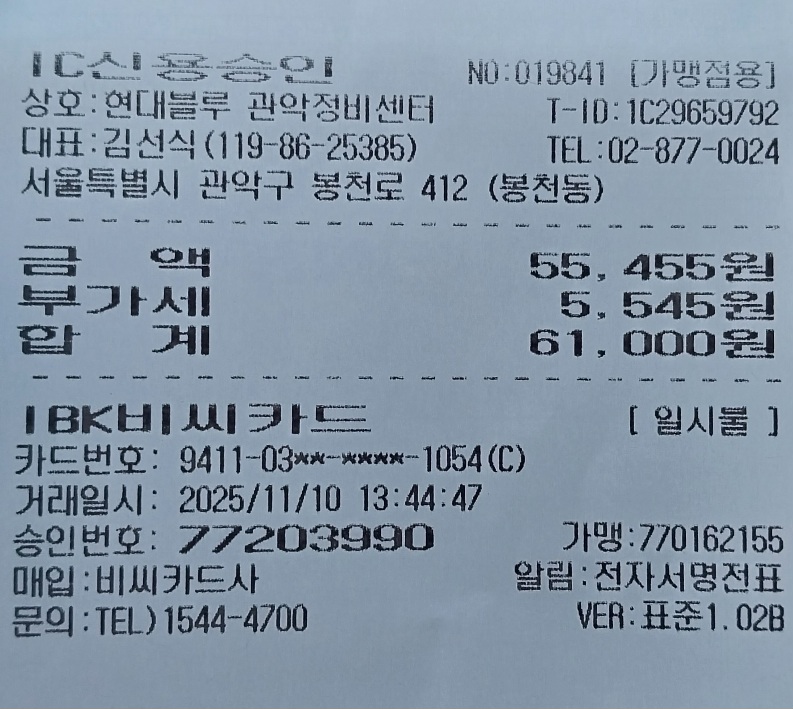 IC신용승인 NO:019841 [가맹점용]
상호:현대블루 관악정비센터 T-ID:1C29659792
대표:김선식(119-86-25385) TEL:02-877-0024
서울특별시 관악구 봉천로 412 (봉천동)
금 액 55,455원
부가세 5,545원
합 계 61,000원
IBK비씨카드 [ 일시불 ]
카드번호: 9411-03**-****-1054(C)
거래일시: 2025/11/10 13:44:47
승인번호: 77203990 가맹:770162155
매입:비씨카드사 알림:전자서명전표
문의:TEL)1544-4700 VER:표준1.02B